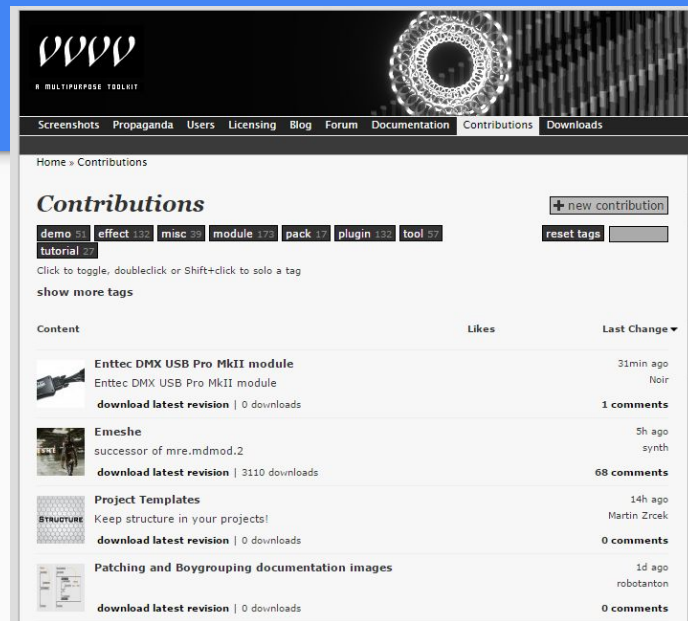 vvvv
A MULTIPURPOSE TOOLKIT
Screenshots Propaganda Users Licensing Blog Forum Documentation Contributions Downloads
Home » Contributions
Contributions
+ new contribution
demo 51 effect 132 misc 39 module 173 pack 17 plugin 132 tool 57
reset tags
tutorial 27
Click to toggle, doubleclick or Shift+click to solo a tag
show more tags
Content Likes Last Change
Enttec DMX USB Pro MkII module 31min ago
Enttec DMX USB Pro MkII module Noir
download latest revision | 0 downloads 1 comments
Emeshe 5h ago
successor of mre.mdmod.2 synth
download latest revision | 3110 downloads 68 comments
Project Templates 14h ago
STRUCTURE
Keep structure in your projects! Martin Zrcek
download latest revision | 0 downloads 0 comments
Patching and Boygrouping documentation images 1d ago
robotanton
download latest revision | 0 downloads 0 comments